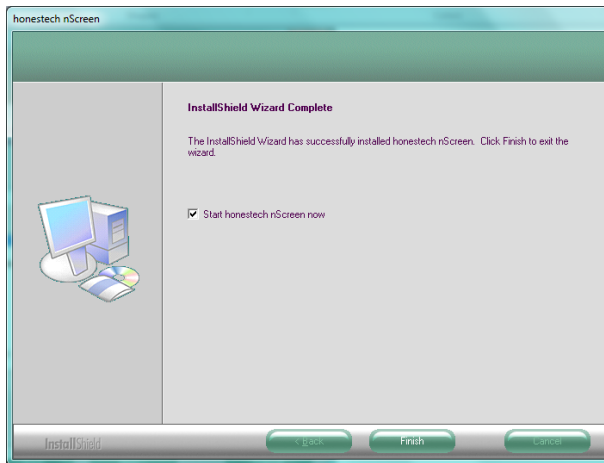 honestech nScreen
InstallShield Wizard Complete
The InstallShield Wizard has successfully installed honestech nScreen.  Click Finish to exit the
wizard.
Start honestech nScreen now
InstallShield
< Back
Finish
Cancel